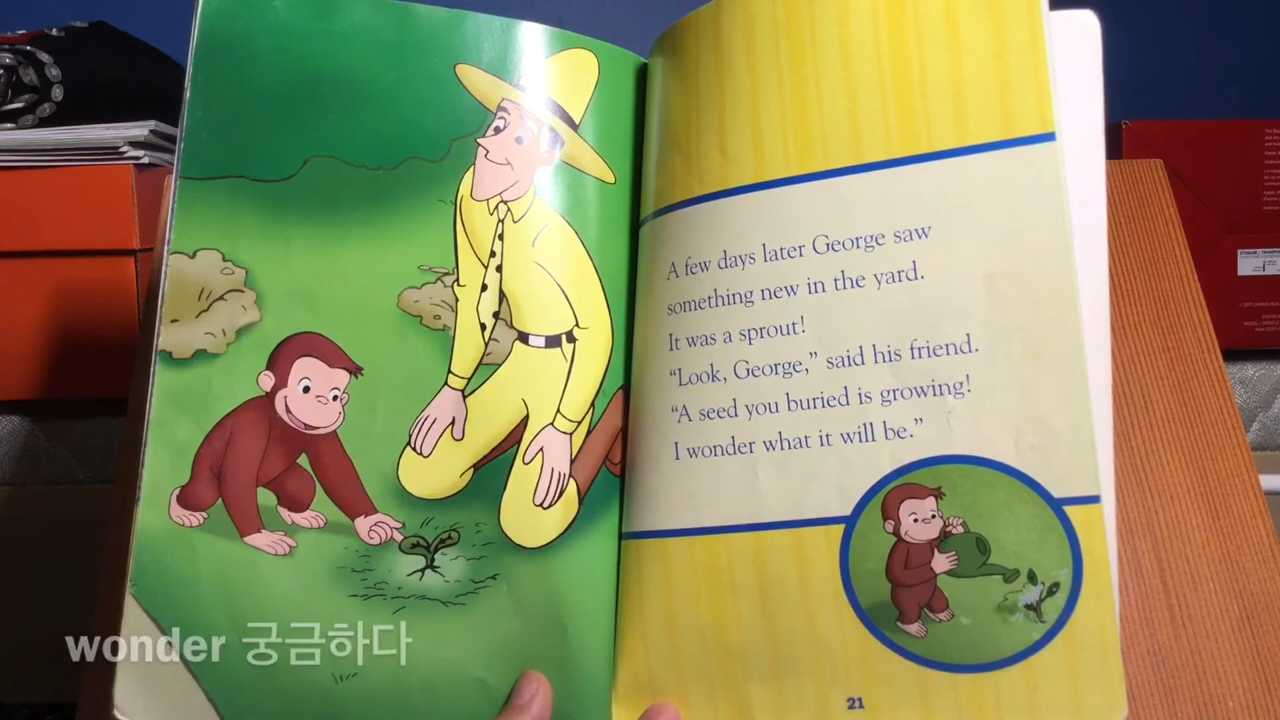 A few days later George saw
something new in the yard.
It was a sprout!
“Look, George,” said his friend.
“A seed you buried is growing!
I wonder what it will be.”
21
wonder 궁금하다